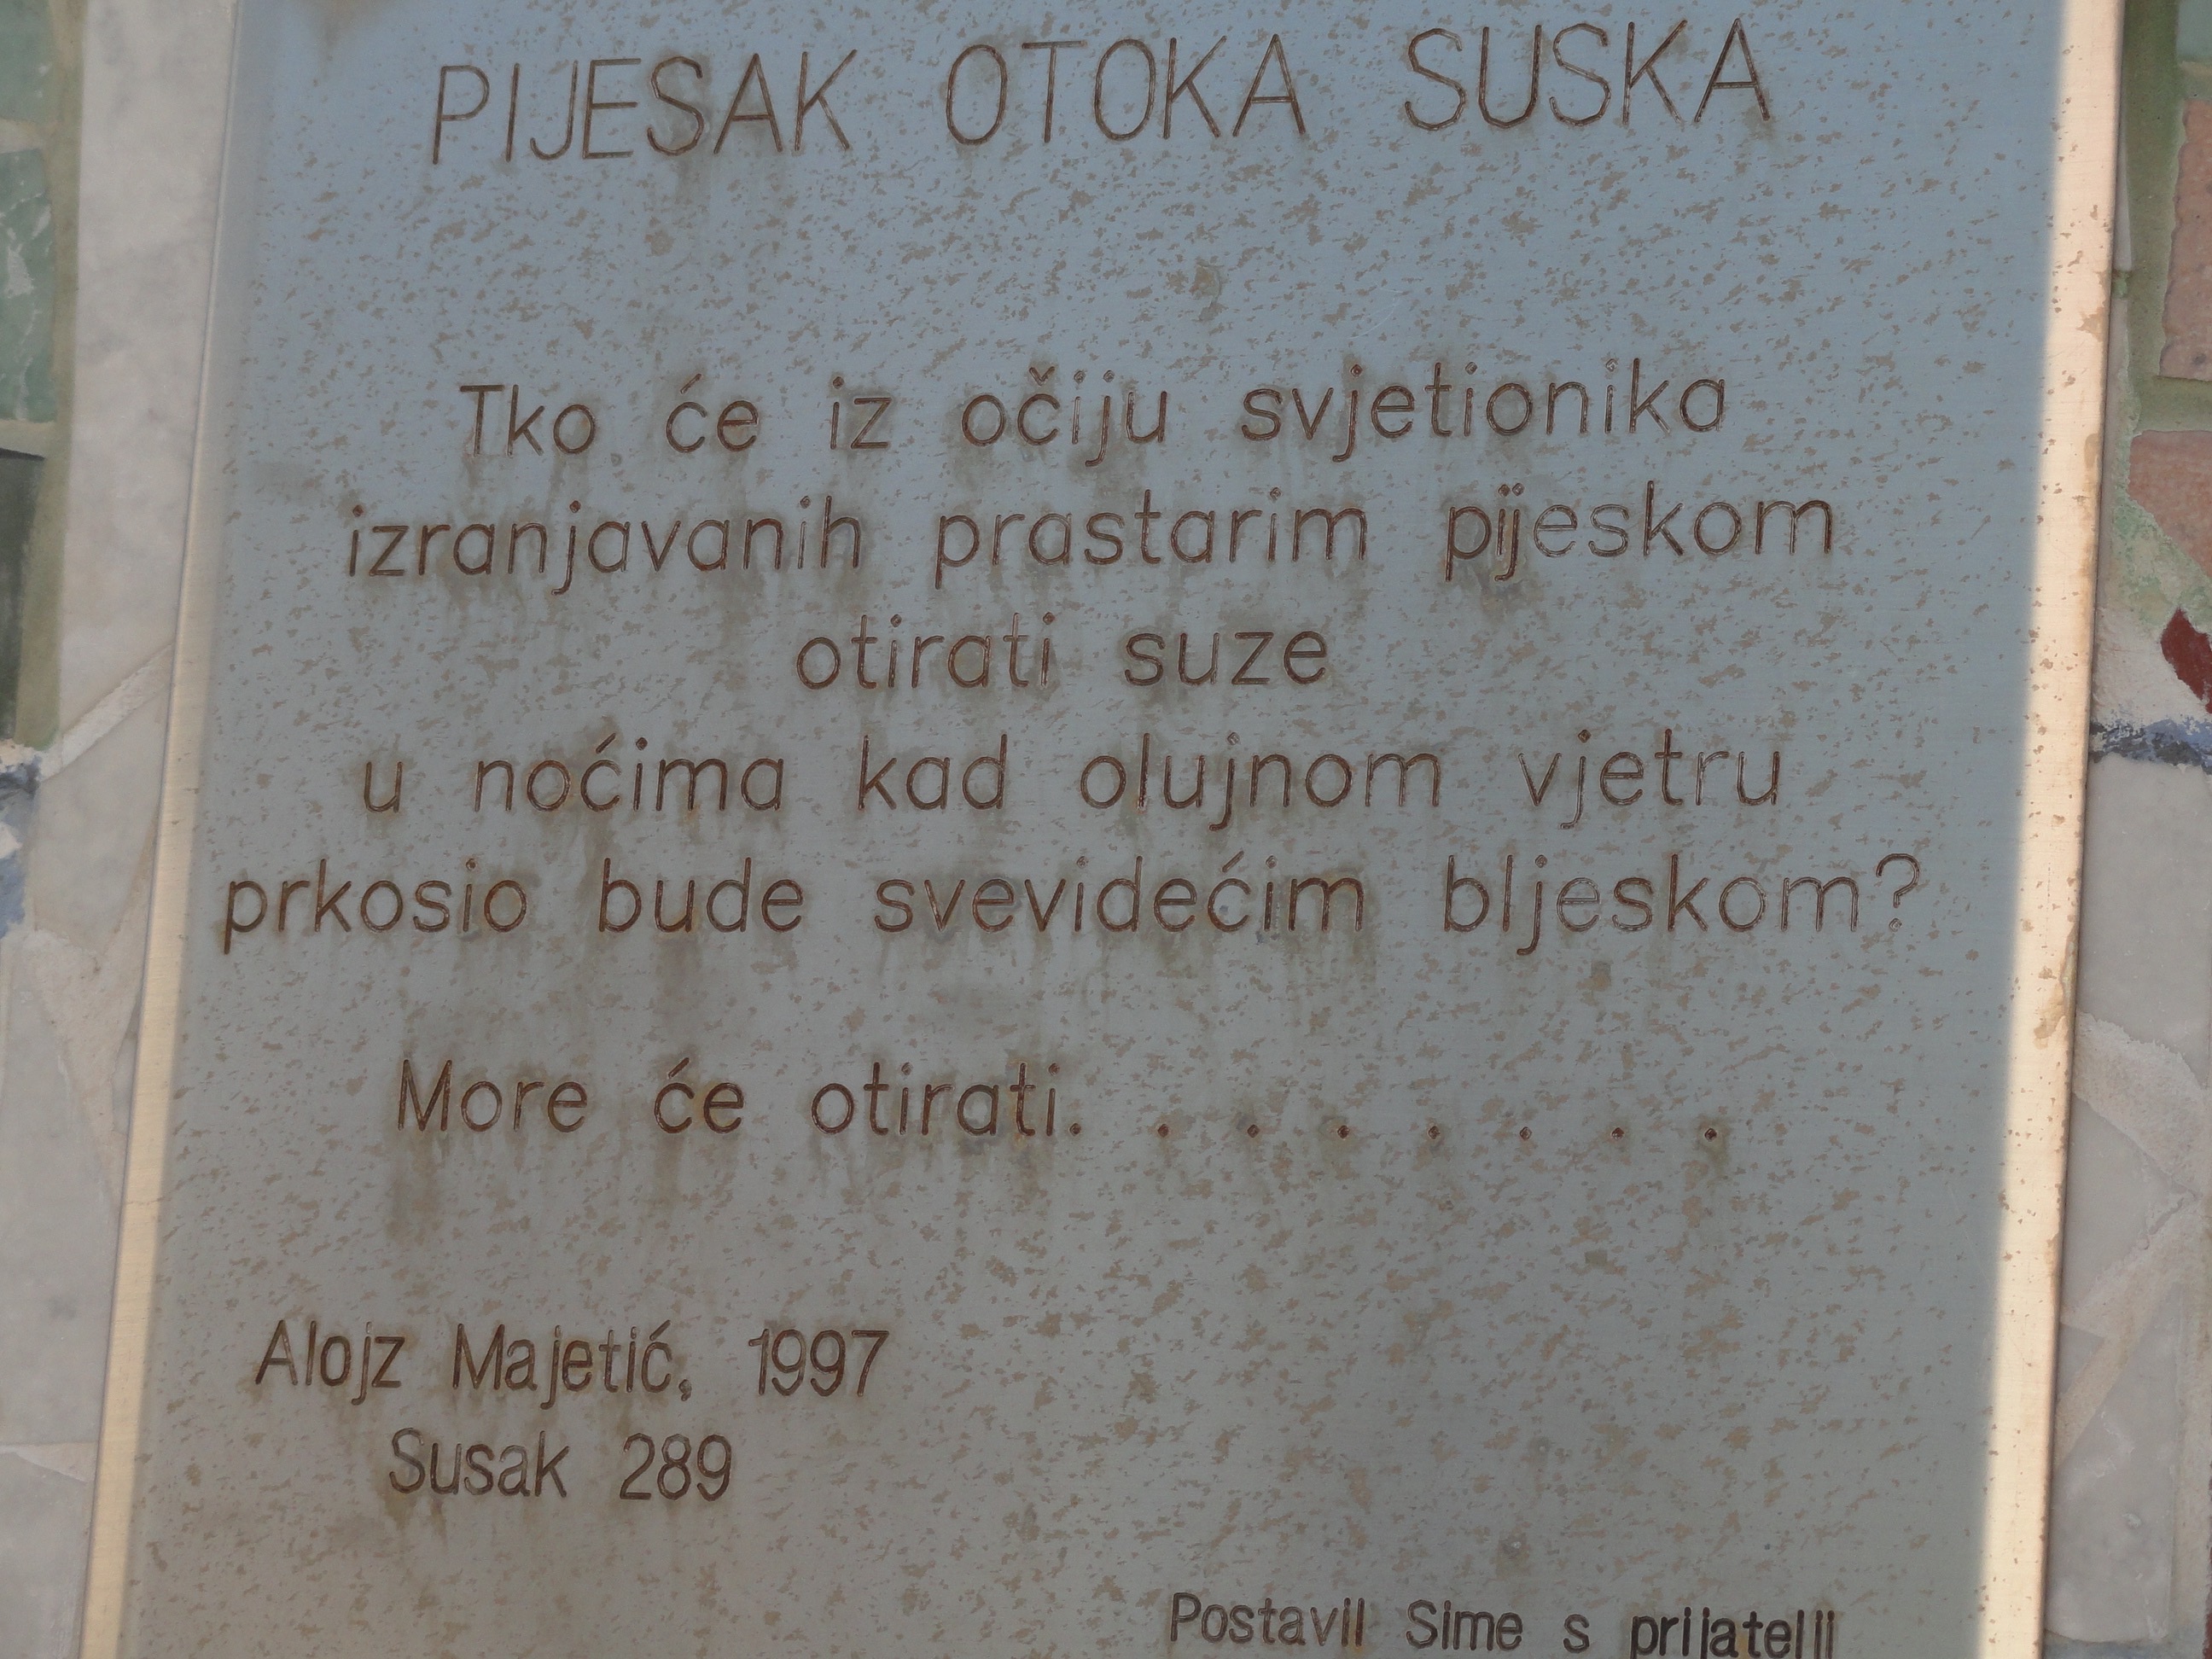 PIJESAK OTOKA SUSKA
Tko će iz očiju svjetionika
izranjavanih prastarim pijeskom
otirati suze
u noćima kad olujnom vjetru
prkosio bude svevidećim bljeskom?
More će otirati. . . . . . . .
Alojz Majetić, 1997
Susak 289
Postavil Sime s prijatelji